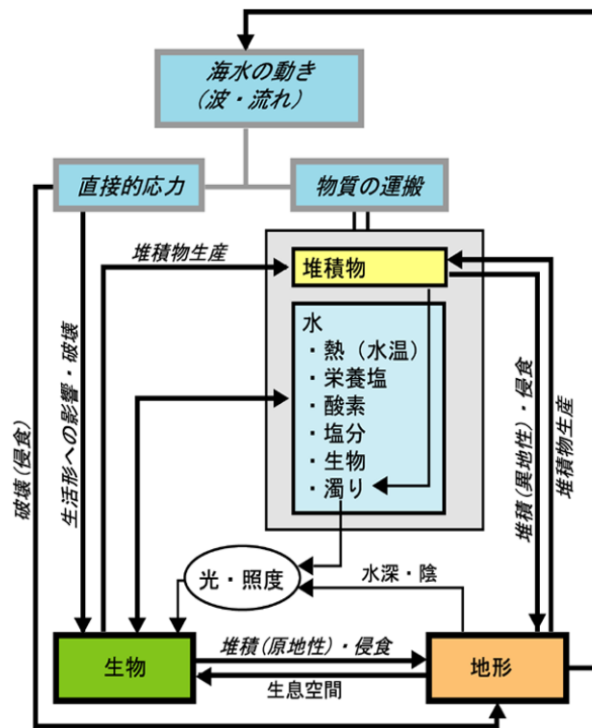 海水の動き
(波・流れ)
直接的応力
物質の運搬
堆積物生産
堆積物
水
・熱（水温）
・栄養塩
・酸素
・塩分
・生物
・濁り
破壊(侵食)
生活形への影響・破壊
堆積(異地性)・侵食
堆積物生産
光・照度
水深・陰
生物
堆積(原地性)・侵食
生息空間
地形